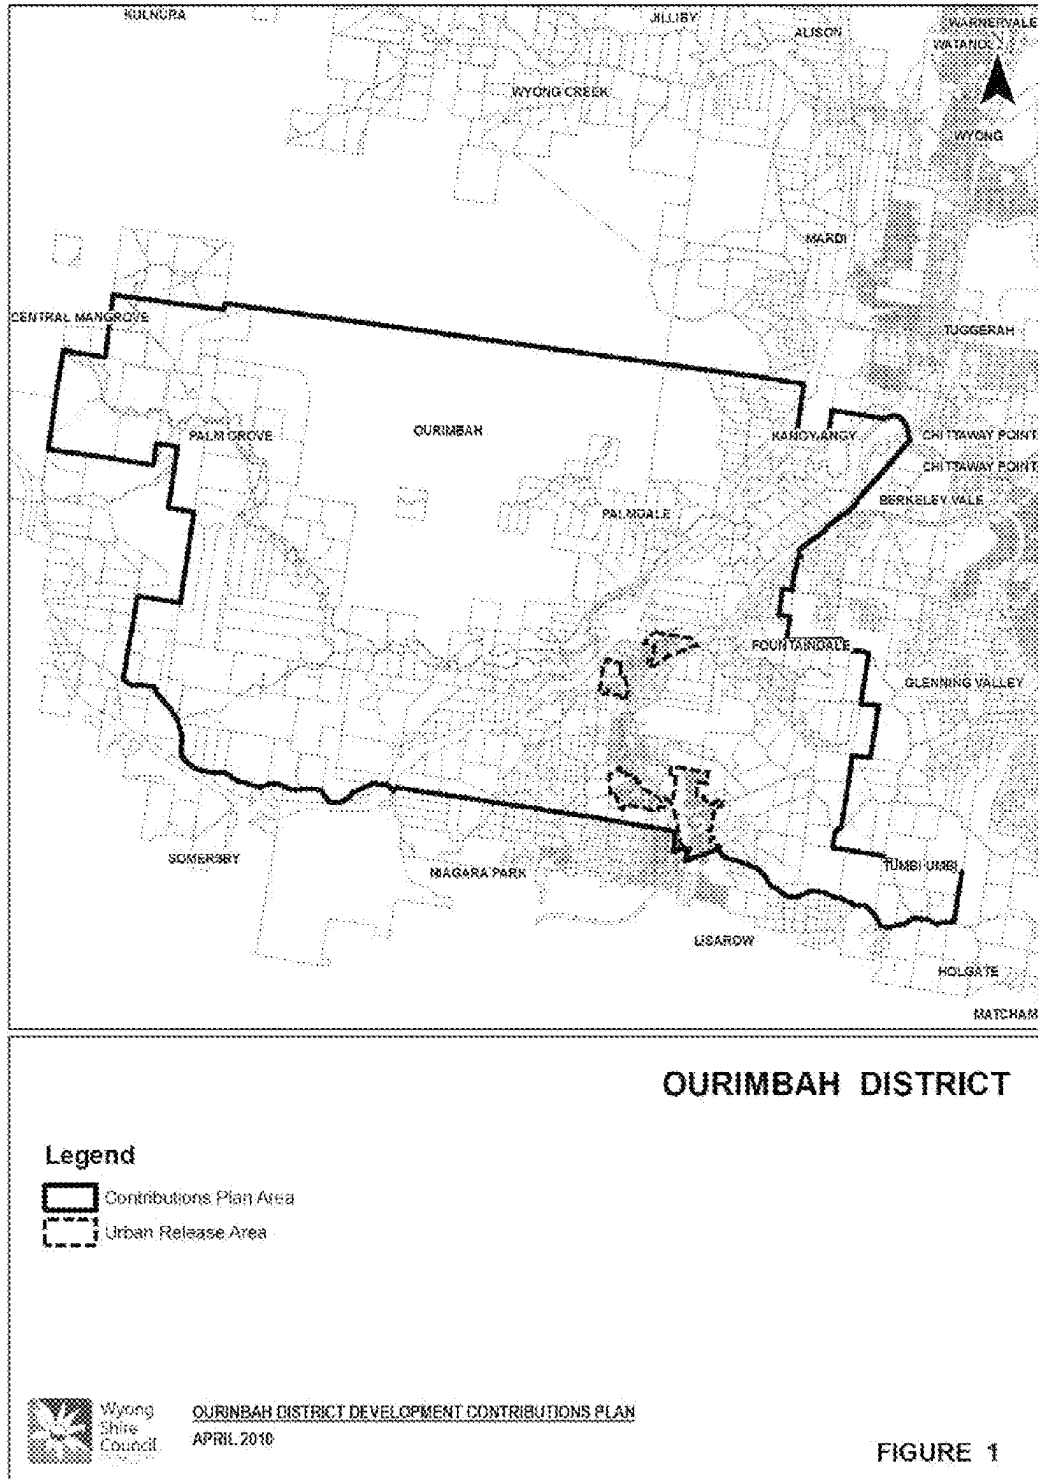 KULNURA
JILLIBY
ALISON
WARNERVALE
N
WYONG CREEK
WYONG
MARDI
CENTRAL MANGROVE
TUGGERAH
PALM GROVE
OURIMBAH
KANGY ANGY
CHITTAWAY POINT
CHITTAWAY POINT
BERKELEY VALE
PALMDALE
FOUNTAINDALE
GLENNING VALLEY
SOMERSBY
NIAGARA PARK
TUMBI UMBI
LISAROW
HOLGATE
MATCHAM
OURIMBAH DISTRICT
Legend
Contributions Plan Area
Urban Release Area
Wyong
Shire
Council
OURINBAH DISTRICT DEVELOPMENT CONTRIBUTIONS PLAN
APRIL 2010
FIGURE 1